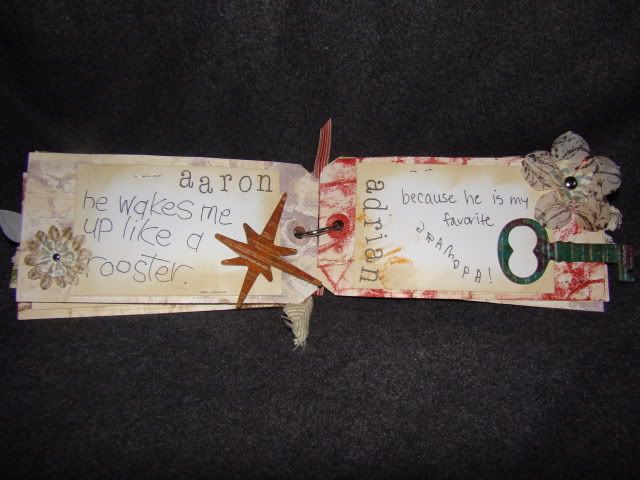 aaron
he wakes me
up like a
rooster.
adrian
because he is my
favorite
GRANDPA!